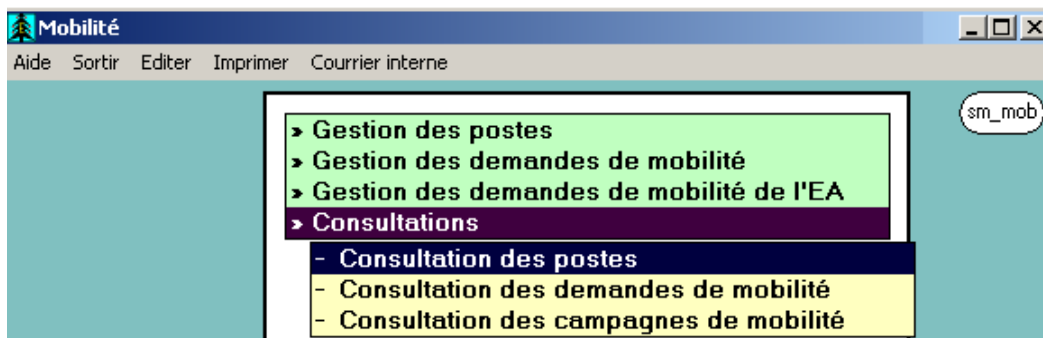 Mobilité
Aide Sortir Editer Imprimer Courrier interne
sm_mob
» Gestion des postes
» Gestion des demandes de mobilité
» Gestion des demandes de mobilité de l'EA
» Consultations
- Consultation des postes
- Consultation des demandes de mobilité
- Consultation des campagnes de mobilité